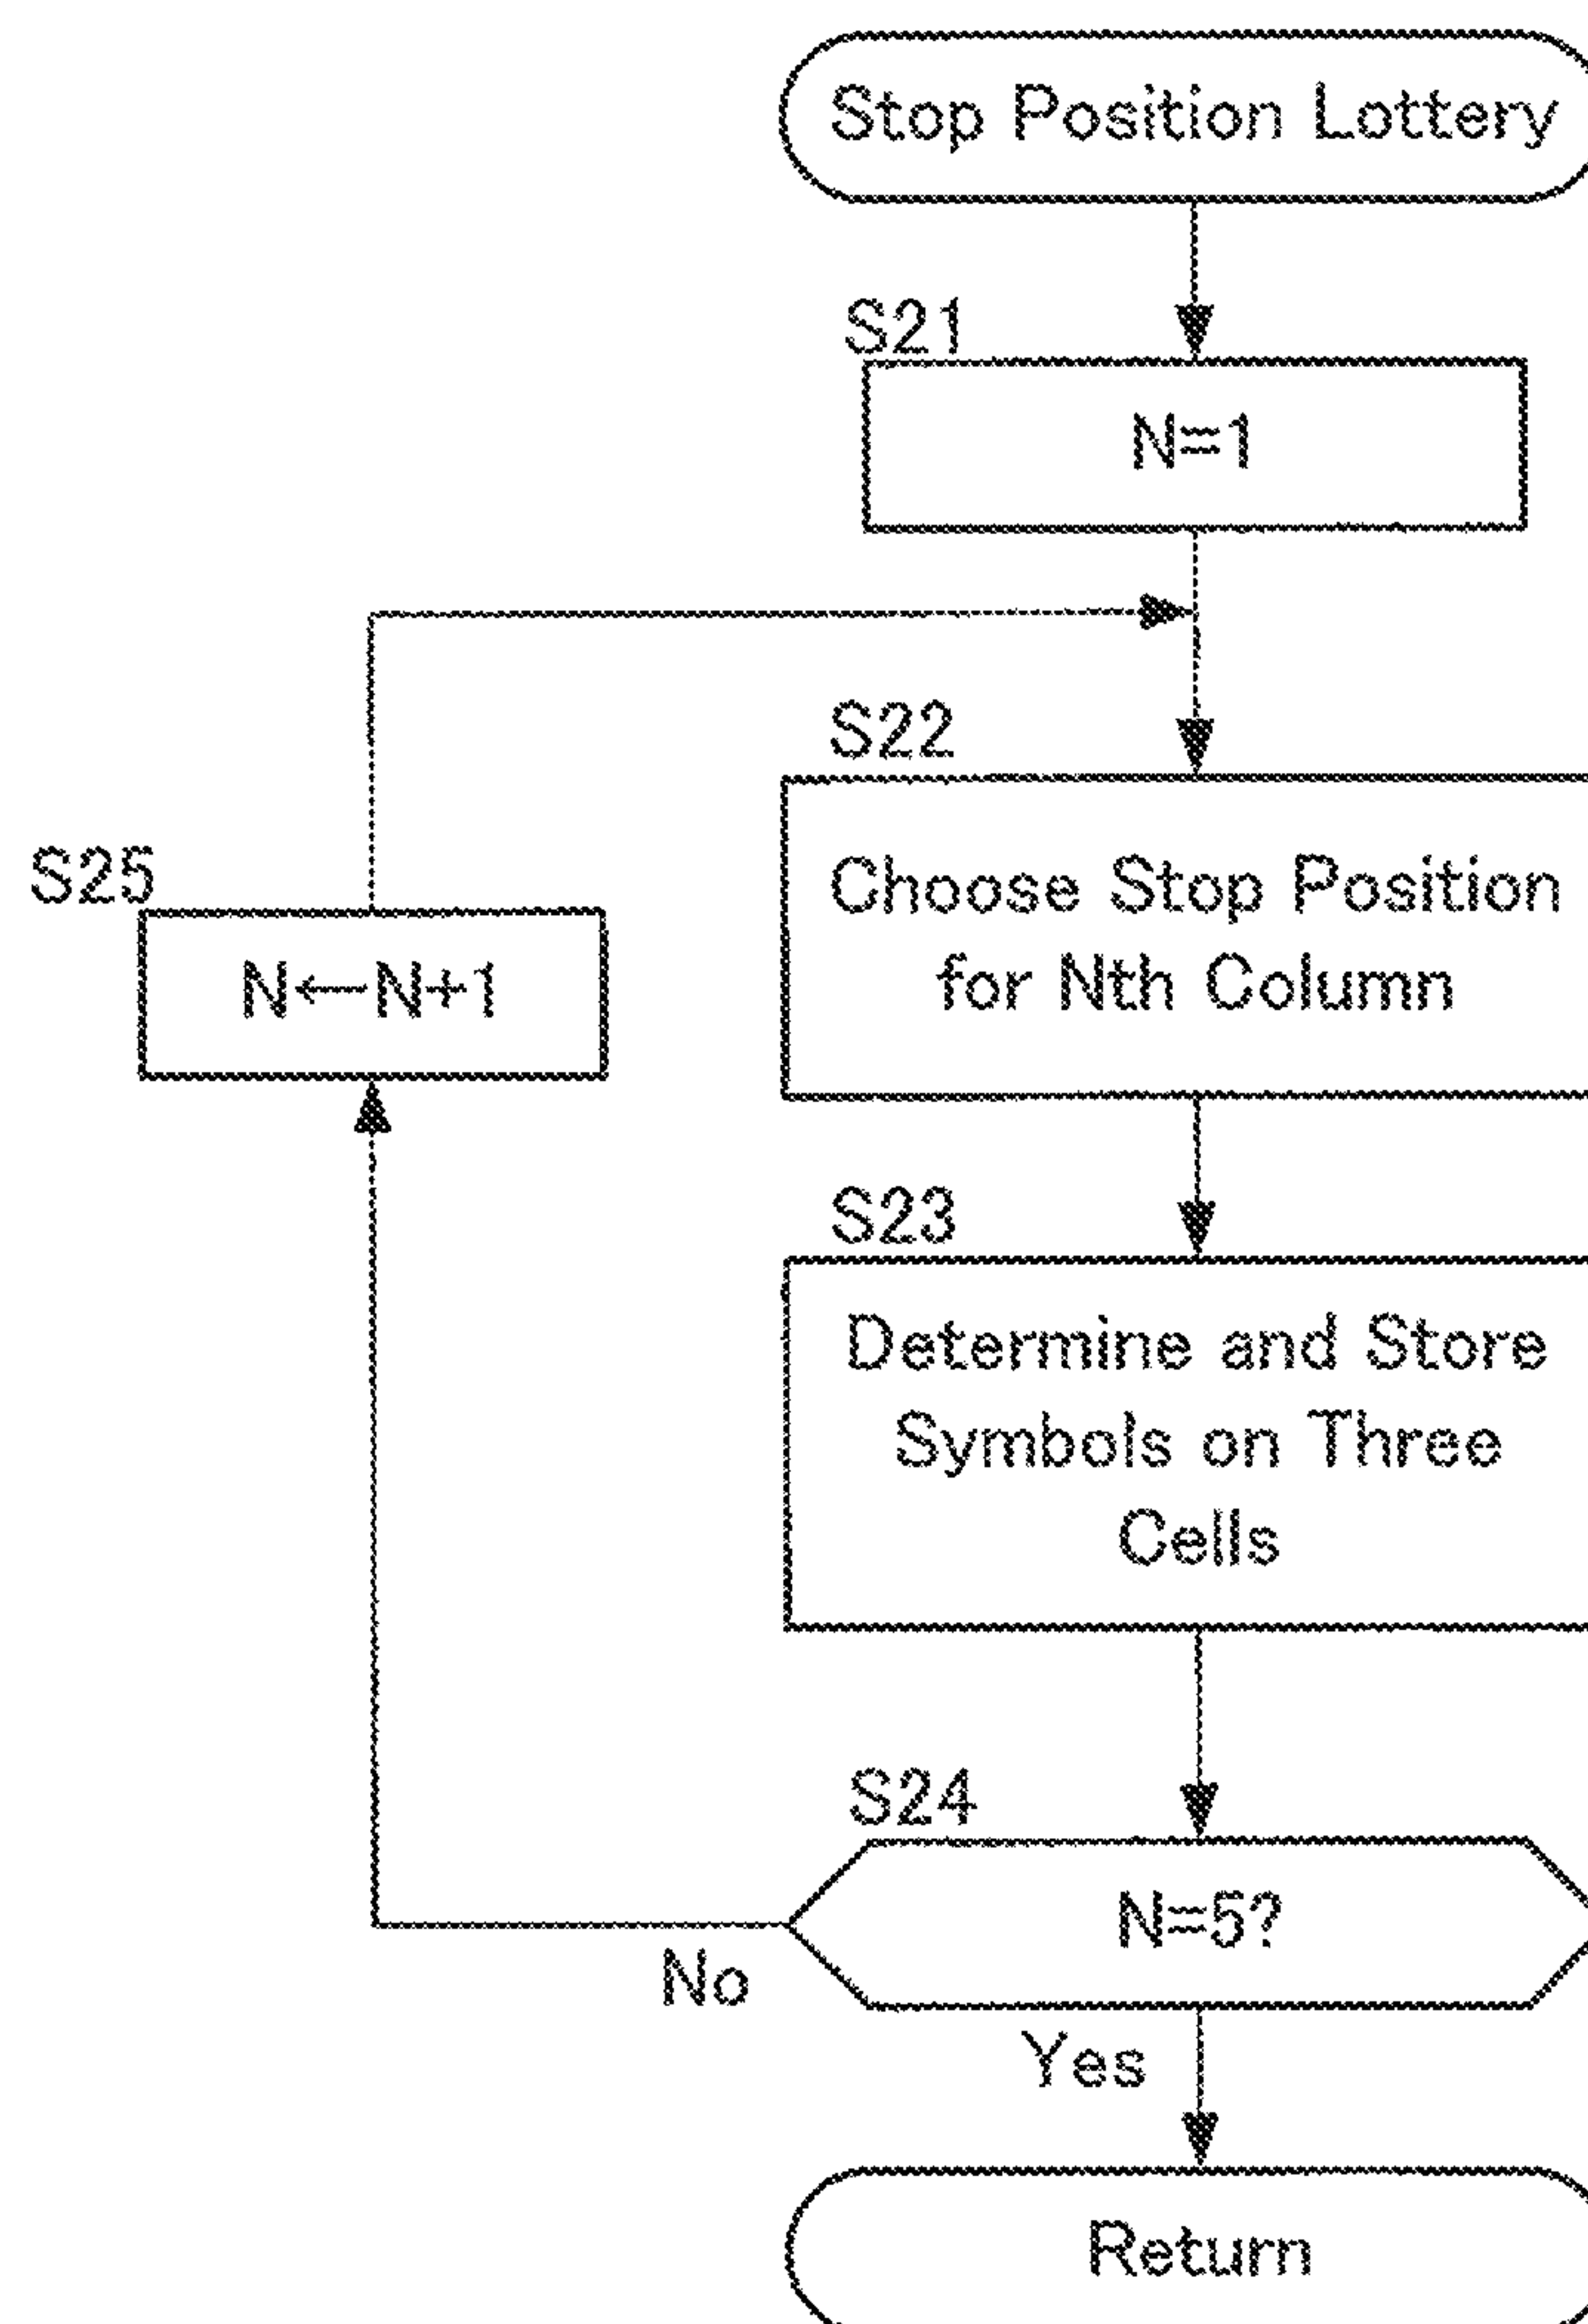 Stop Position Lottery
S21
N=1
S22
Choose Stop Position
for Nth Column
S25
N←N+1
S23
Determine and Store
Symbols on Three
Cells
S24
N=5?
No
Yes
Return